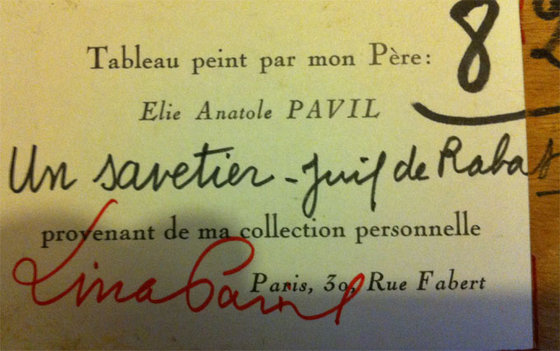 Tableau peint par mon Père:
8
Elie Anatole PAVIL
Un savetier - Juif de Rabat
provenant de ma collection personnelle
Lina Pavil
Paris, 30, Rue Fabert